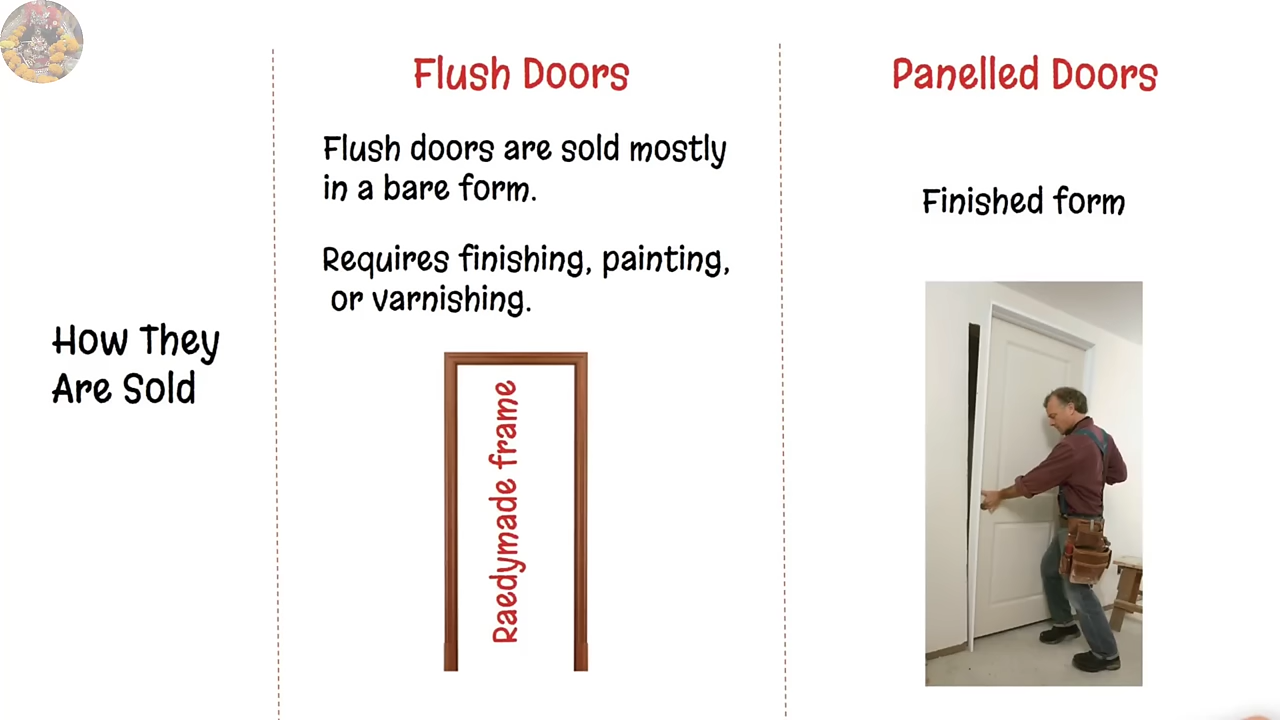 Flush Doors
Panelled Doors
Flush doors are sold mostly
in a bare form.
Requires finishing, painting,
or varnishing.
Finished form
How They
Are Sold
Raedymade frame